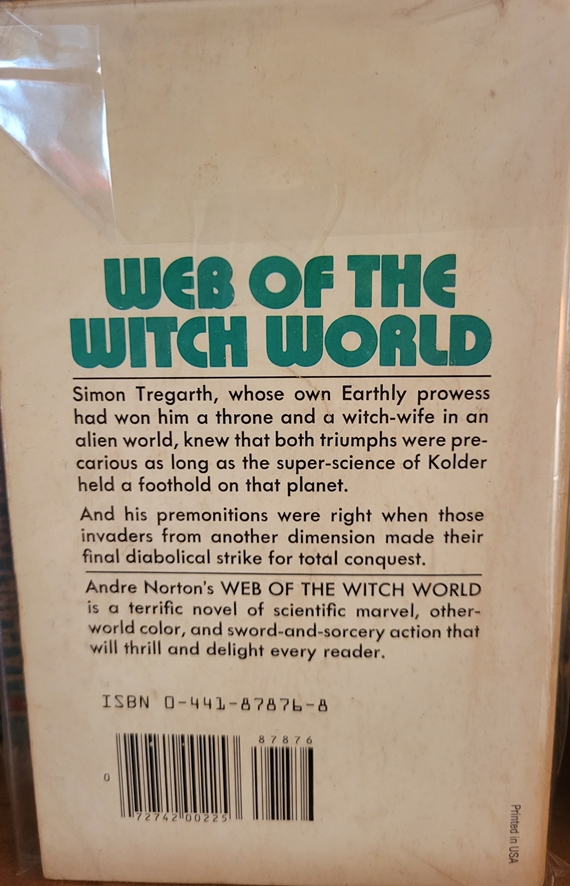 WEB OF THE
WITCH WORLD
Simon Tregarth, whose own Earthly prowess
had won him a throne and a witch-wife in an
alien world, knew that both triumphs were pre-
carious as long as the super-science of Kolder
held a foothold on that planet.
And his premonitions were right when those
invaders from another dimension made their
final diabolical strike for total conquest.
Andre Norton's WEB OF THE WITCH WORLD
is a terrific novel of scientific marvel, other-
world color, and sword-and-sorcery action that
will thrill and delight every reader.
ISBN 0-441-87876-8
87876
0
72742 00225
Printed in USA